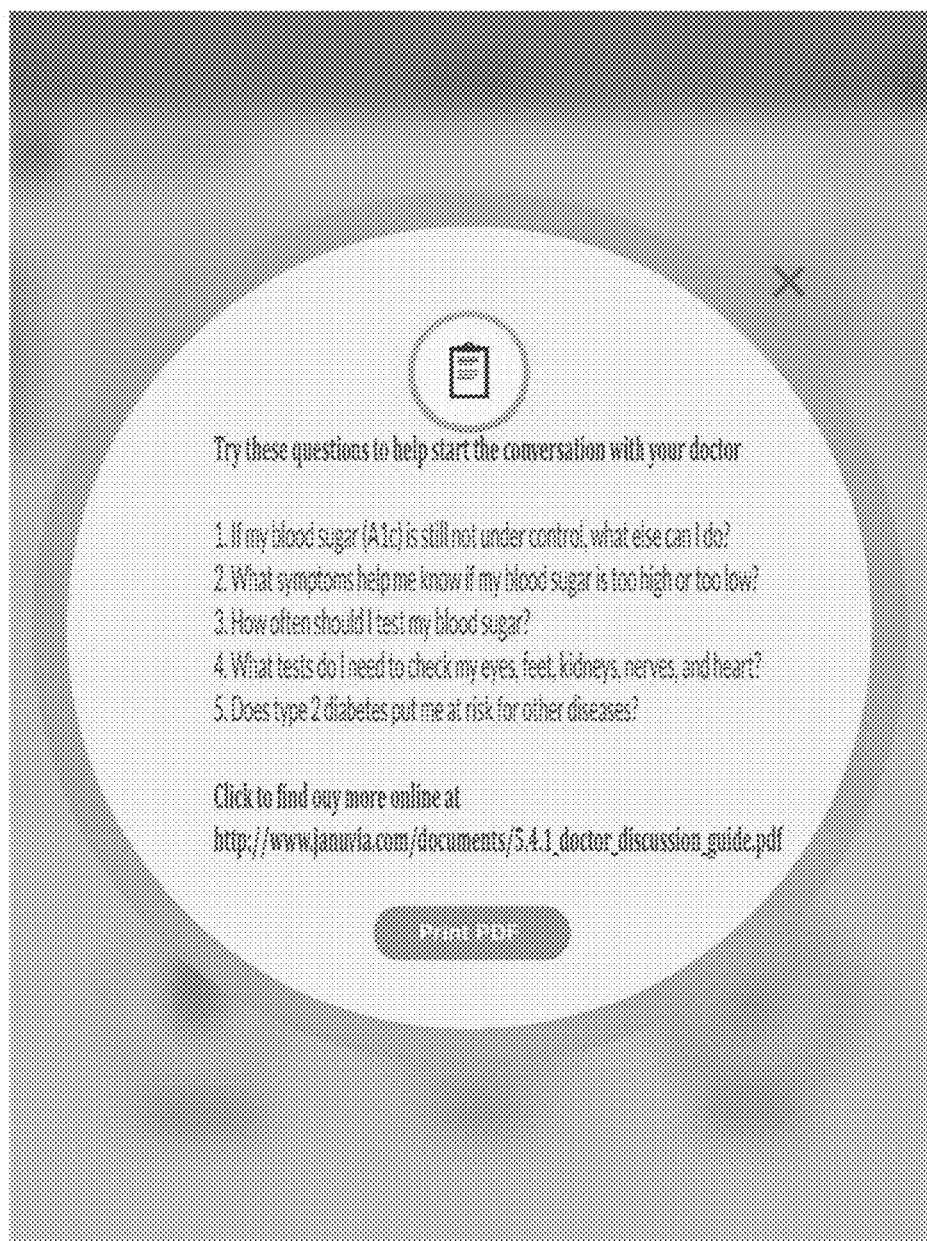 Try these questions to help start the conversation with your doctor
1. If my blood sugar (A1c) is still not under control, what else can I do?
2. What symptoms help me know if my blood sugar is too high or too low?
3. How often should I test my blood sugar?
4. What tests do I need to check my eyes, feet, kidneys, nerves, and heart?
5. Does type 2 diabetes put me at risk for other diseases?
Click to find ouy more online at
http://www.januvia.com/documents/5.4.1_doctor_discussion_guide.pdf
Print PDF